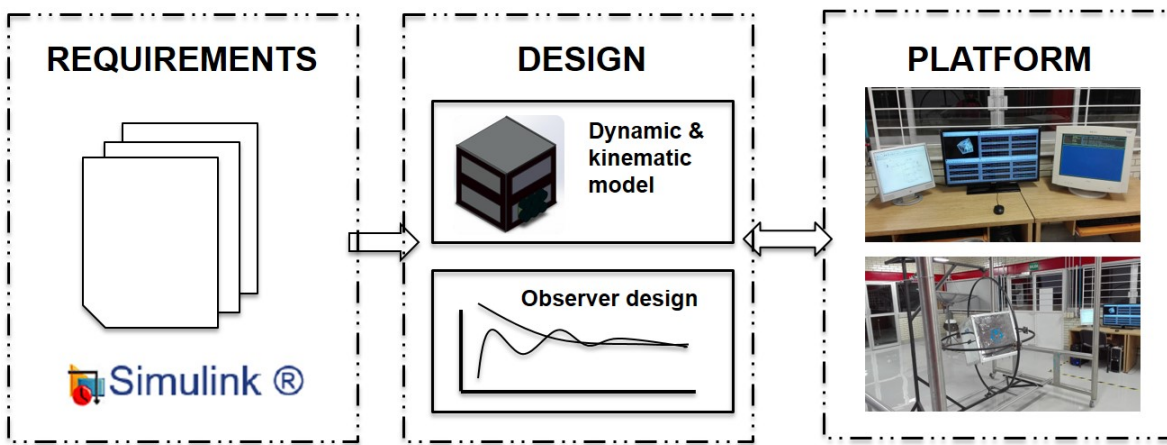 REQUIREMENTS
Simulink ®
DESIGN
Dynamic &
kinematic
model
Observer design
PLATFORM